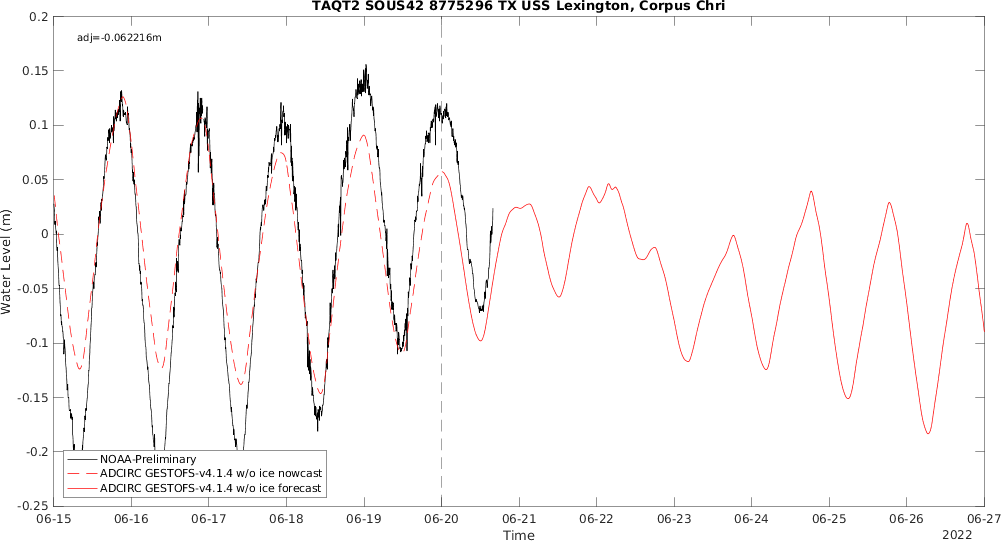 TAQT2 SOUS42 8775296 TX USS Lexington, Corpus Chri
adj=-0.062216m
0.2
0.15
0.1
0.05
0
-0.05
-0.1
-0.15
-0.2
-0.25
Water Level (m)
NOAA-Preliminary
ADCIRC GESTOFS-v4.1.4 w/o ice nowcast
ADCIRC GESTOFS-v4.1.4 w/o ice forecast
06-15 06-16 06-17 06-18 06-19 06-20 06-21 06-22 06-23 06-24 06-25 06-26 06-27
Time
2022